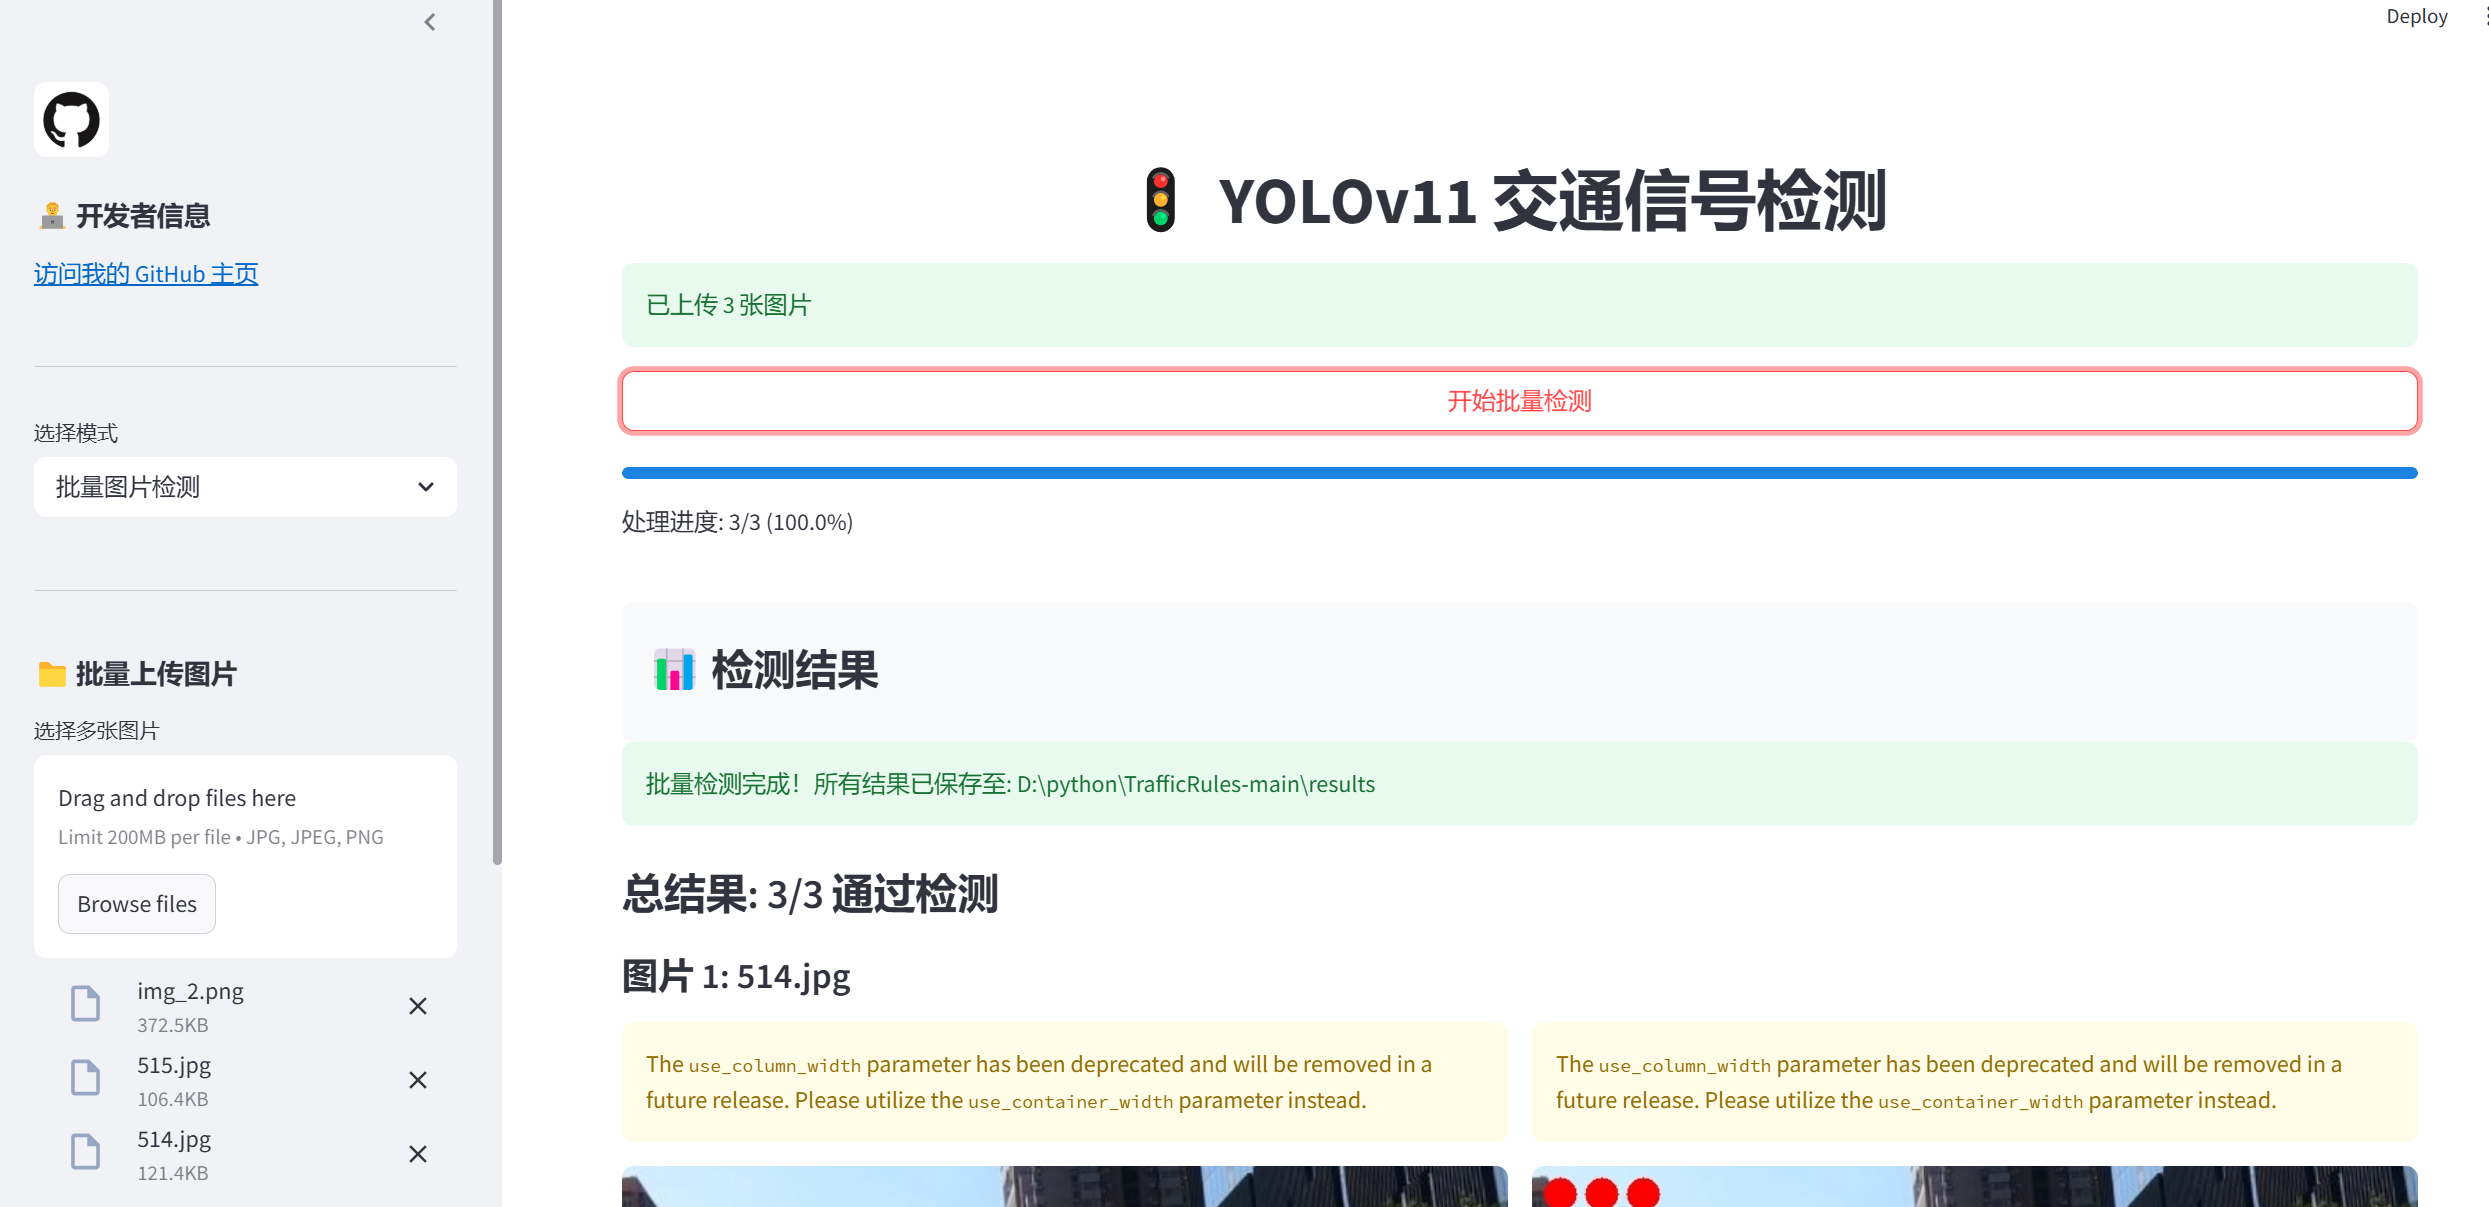 Deploy
开发者信息
访问我的 GitHub 主页
选择模式
批量图片检测
批量上传图片
选择多张图片
Drag and drop files here
Limit 200MB per file • JPG, JPEG, PNG
Browse files
img_2.png
372.5KB
515.jpg
106.4KB
514.jpg
121.4KB
YOLOv11 交通信号检测
已上传 3 张图片
开始批量检测
处理进度: 3/3 (100.0%)
检测结果
批量检测完成！所有结果已保存至: D:\python\TrafficRules-main\results
总结果: 3/3 通过检测
图片 1: 514.jpg
The use_column_width parameter has been deprecated and will be removed in a
future release. Please utilize the use_container_width parameter instead.
The use_column_width parameter has been deprecated and will be removed in a
future release. Please utilize the use_container_width parameter instead.